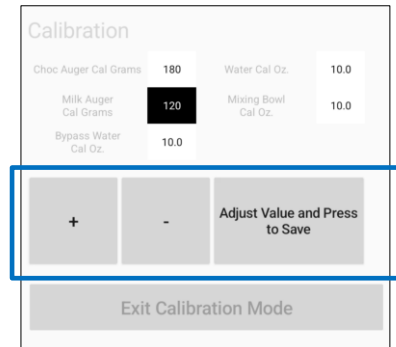 Calibration
Choc Auger Cal Grams 180 Water Cal Oz. 10.0
Milk Auger
Cal Grams 120 Mixing Bowl
Cal Oz. 10.0
Bypass Water
Cal Oz. 10.0
+ - Adjust Value and Press
to Save
Exit Calibration Mode